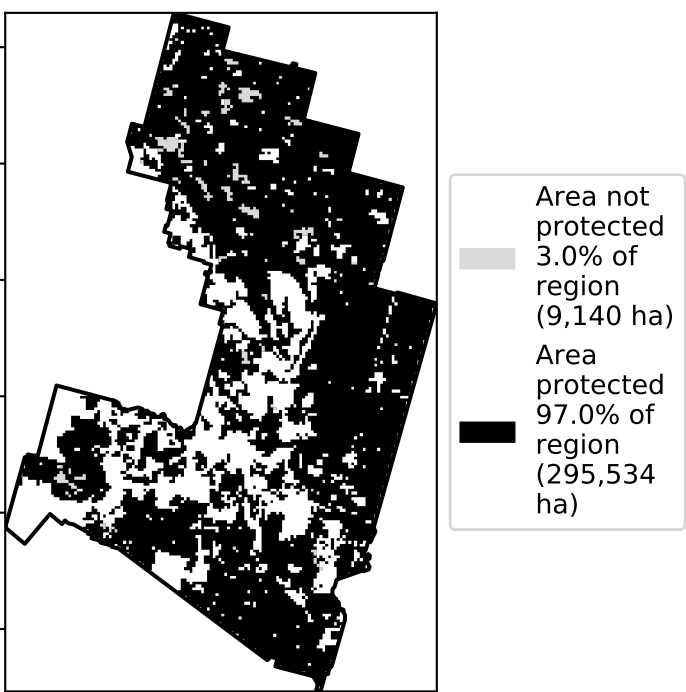 Area not
protected
3.0% of
region
(9,140 ha)
Area
protected
97.0% of
region
(295,534
ha)